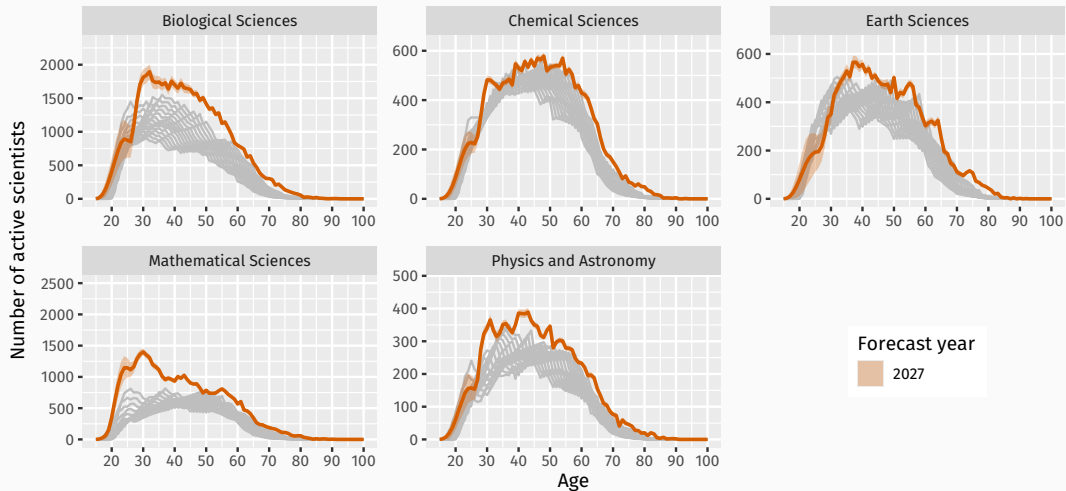 Biological Sciences
Chemical Sciences
Earth Sciences
Number of active scientists
2000
1500
1000
500
0
20 30 40 50 60 70 80 90 100
600
400
200
0
20 30 40 50 60 70 80 90 100
600
400
200
0
20 30 40 50 60 70 80 90 100
Mathematical Sciences
Physics and Astronomy
2500
2000
1500
1000
500
0
20 30 40 50 60 70 80 90 100
500
400
300
200
100
0
20 30 40 50 60 70 80 90 100
Age
Forecast year
2027